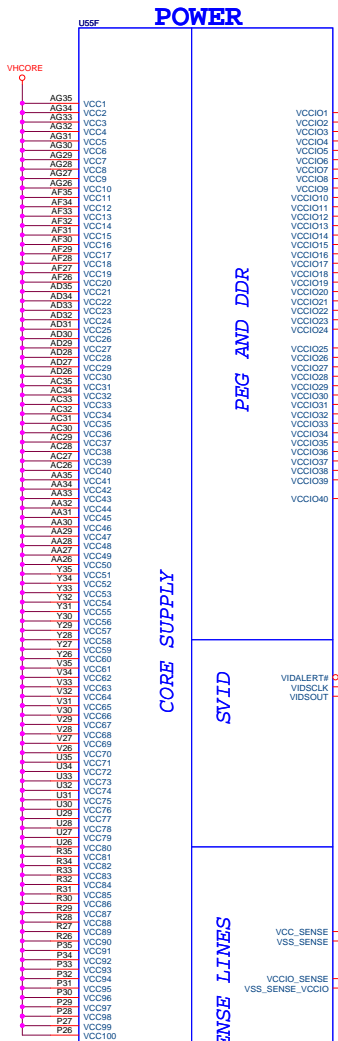 POWER
U55F
VHCORE
AG35 VCC1
AG34 VCC2
AG33 VCC3
AG32 VCC4
AG31 VCC5
AG30 VCC6
AG29 VCC7
AG28 VCC8
AG27 VCC9
AG26 VCC10
AF35 VCC11
AF34 VCC12
AF33 VCC13
AF32 VCC14
AF31 VCC15
AF30 VCC16
AF29 VCC17
AF28 VCC18
AF27 VCC19
AF26 VCC20
AD35 VCC21
AD34 VCC22
AD33 VCC23
AD32 VCC24
AD31 VCC25
AD30 VCC26
AD29 VCC27
AD28 VCC28
AD27 VCC29
AD26 VCC30
AC35 VCC31
AC34 VCC32
AC33 VCC33
AC32 VCC34
AC31 VCC35
AC30 VCC36
AC29 VCC37
AC28 VCC38
AC27 VCC39
AC26 VCC40
AA35 VCC41
AA34 VCC42
AA33 VCC43
AA32 VCC44
AA31 VCC45
AA30 VCC46
AA29 VCC47
AA28 VCC48
AA27 VCC49
AA26 VCC50
Y35 VCC51
Y34 VCC52
Y33 VCC53
Y32 VCC54
Y31 VCC55
Y30 VCC56
Y29 VCC57
Y28 VCC58
Y27 VCC59
Y26 VCC60
V35 VCC61
V34 VCC62
V33 VCC63
V32 VCC64
V31 VCC65
V30 VCC66
V29 VCC67
V28 VCC68
V27 VCC69
V26 VCC70
U35 VCC71
U34 VCC72
U33 VCC73
U32 VCC74
U31 VCC75
U30 VCC76
U29 VCC77
U28 VCC78
U27 VCC79
U26 VCC80
R35 VCC81
R34 VCC82
R33 VCC83
R32 VCC84
R31 VCC85
R30 VCC86
R29 VCC87
R28 VCC88
R27 VCC89
R26 VCC90
P35 VCC91
P34 VCC92
P33 VCC93
P32 VCC94
P31 VCC95
P30 VCC96
P29 VCC97
P28 VCC98
P27 VCC99
P26 VCC100
CORE SUPPLY
PEG AND DDR
VCCIO1
VCCIO2
VCCIO3
VCCIO4
VCCIO5
VCCIO6
VCCIO7
VCCIO8
VCCIO9
VCCIO10
VCCIO11
VCCIO12
VCCIO13
VCCIO14
VCCIO15
VCCIO16
VCCIO17
VCCIO18
VCCIO19
VCCIO20
VCCIO21
VCCIO22
VCCIO23
VCCIO24
VCCIO25
VCCIO26
VCCIO27
VCCIO28
VCCIO29
VCCIO30
VCCIO31
VCCIO32
VCCIO33
VCCIO34
VCCIO35
VCCIO36
VCCIO37
VCCIO38
VCCIO39
VCCIO40
SVID
VIDALERT#
VIDSCLK
VIDSOUT
ENSE LINES
VCC_SENSE
VSS_SENSE
VCCIO_SENSE
VSS_SENSE_VCCIO